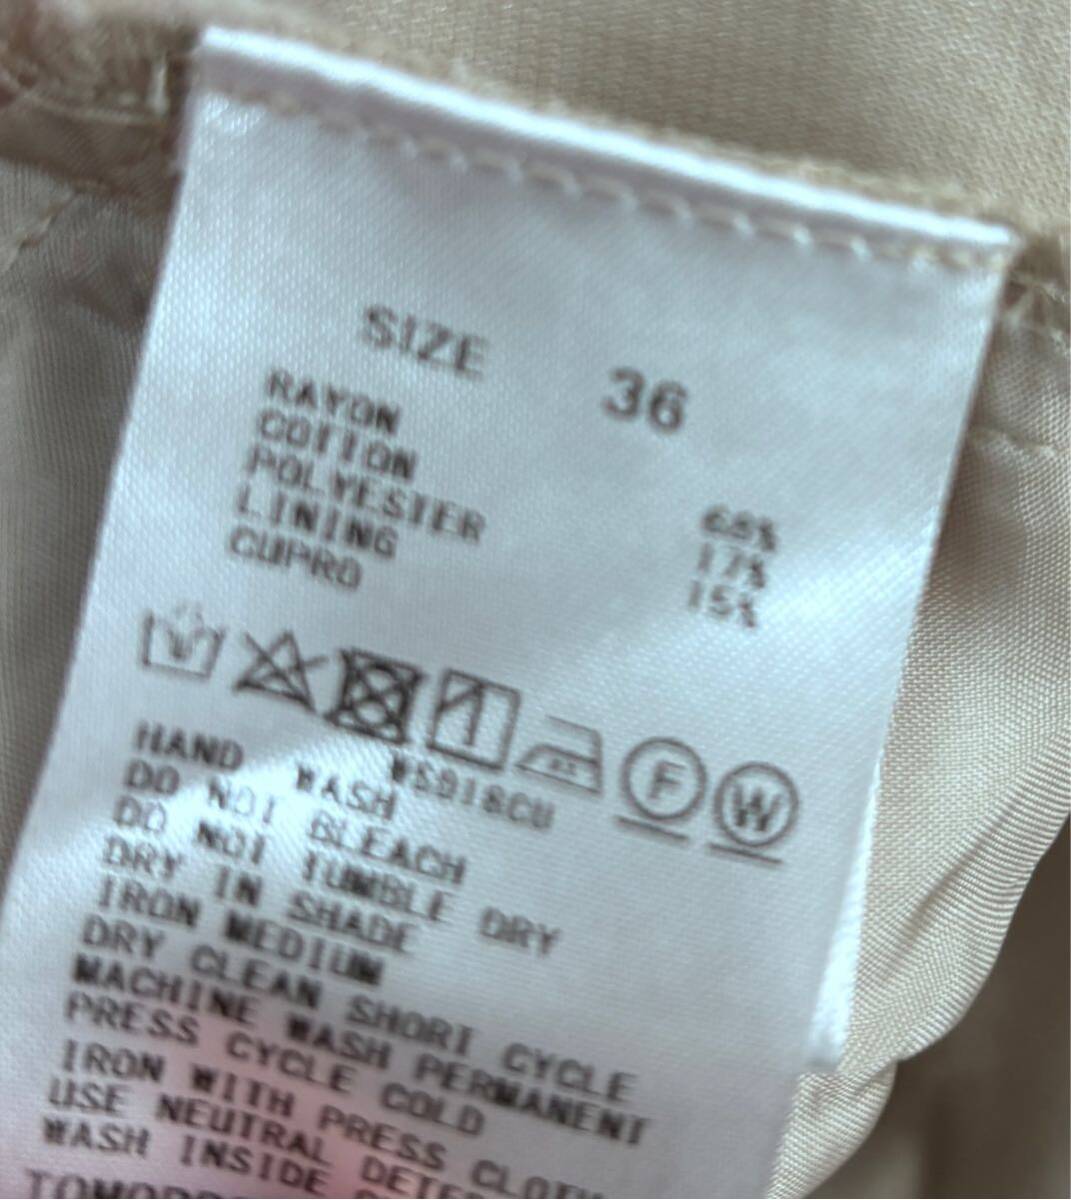 SIZE 36
RAYON 68%
COTTON 17%
POLYESTER 15%
LINING
CUPRO
F W
HAND WASH
DO NOT BLEACH
DO NOT TUMBLE DRY
DRY IN SHADE
IRON MEDIUM
DRY CLEAN SHORT CYCLE
MACHINE WASH PERMANENT
PRESS CYCLE COLD
IRON WITH PRESS CLOTH
USE NEUTRAL
WASH INSIDE